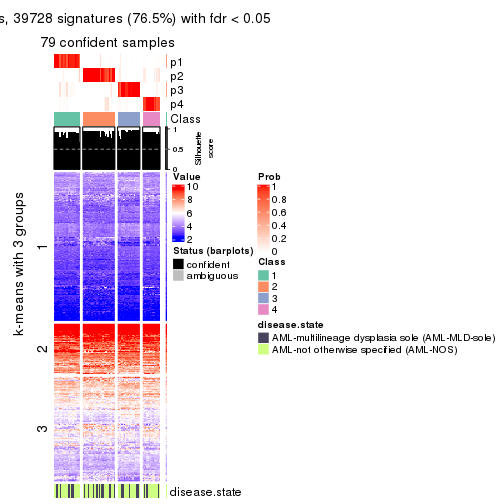 s, 39728 signatures (76.5%) with fdr < 0.05
79 confident samples
p1
p2
p3
p4
Class
1
0.5
0
Silhouette
score
k-means with 3 groups
1
2
3
disease.state
Value
10
8
6
4
2
Status (barplots)
confident
ambiguous
Prob
1
0.8
0.6
0.4
0.2
0
Class
1
2
3
4
disease.state
AML-multilineage dysplasia sole (AML-MLD-sole)
AML-not otherwise specified (AML-NOS)